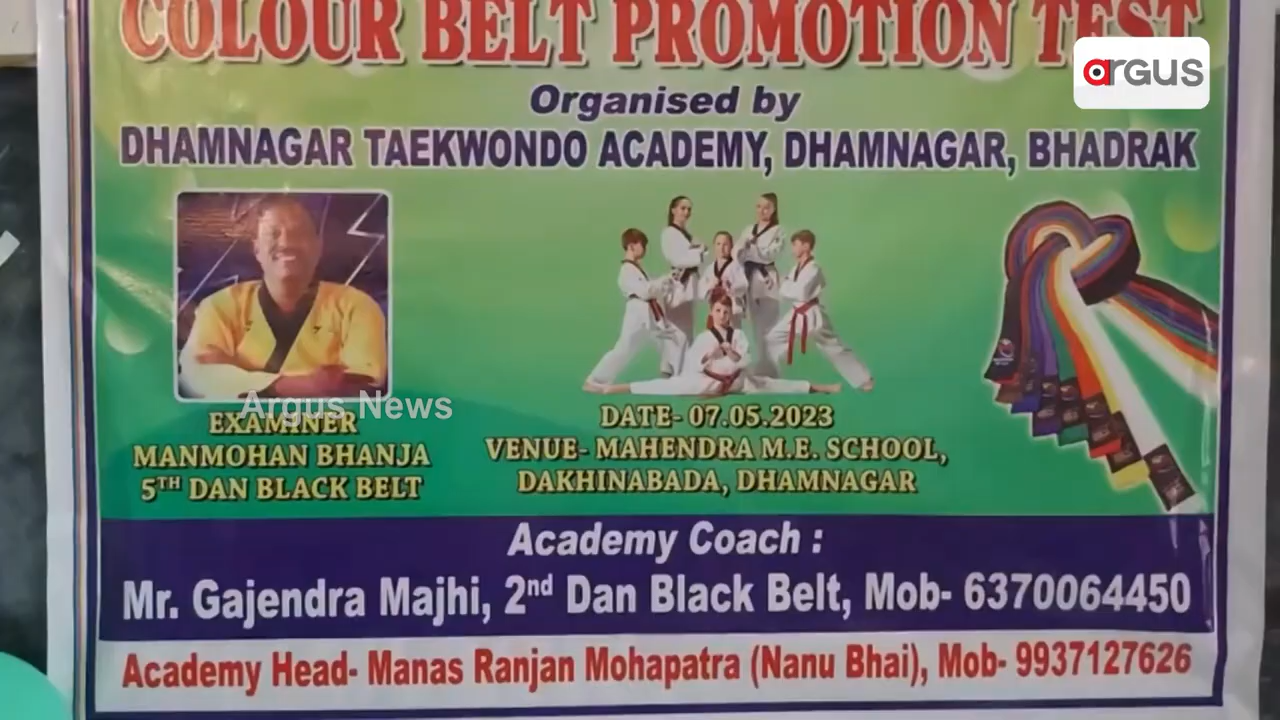 COLOUR BELT PROMOTION TEST
argus
Organised by
DHAMNAGAR TAEKWONDO ACADEMY, DHAMNAGAR, BHADRAK
Argus News
EXAMINER
MANMOHAN BHANJA
5TH DAN BLACK BELT
DATE- 07.05.2023
VENUE- MAHENDRA M.E. SCHOOL,
DAKHINABADA, DHAMNAGAR
Academy Coach :
Mr. Gajendra Majhi, 2nd Dan Black Belt, Mob- 6370064450
Academy Head- Manas Ranjan Mohapatra (Nanu Bhai), Mob- 9937127626